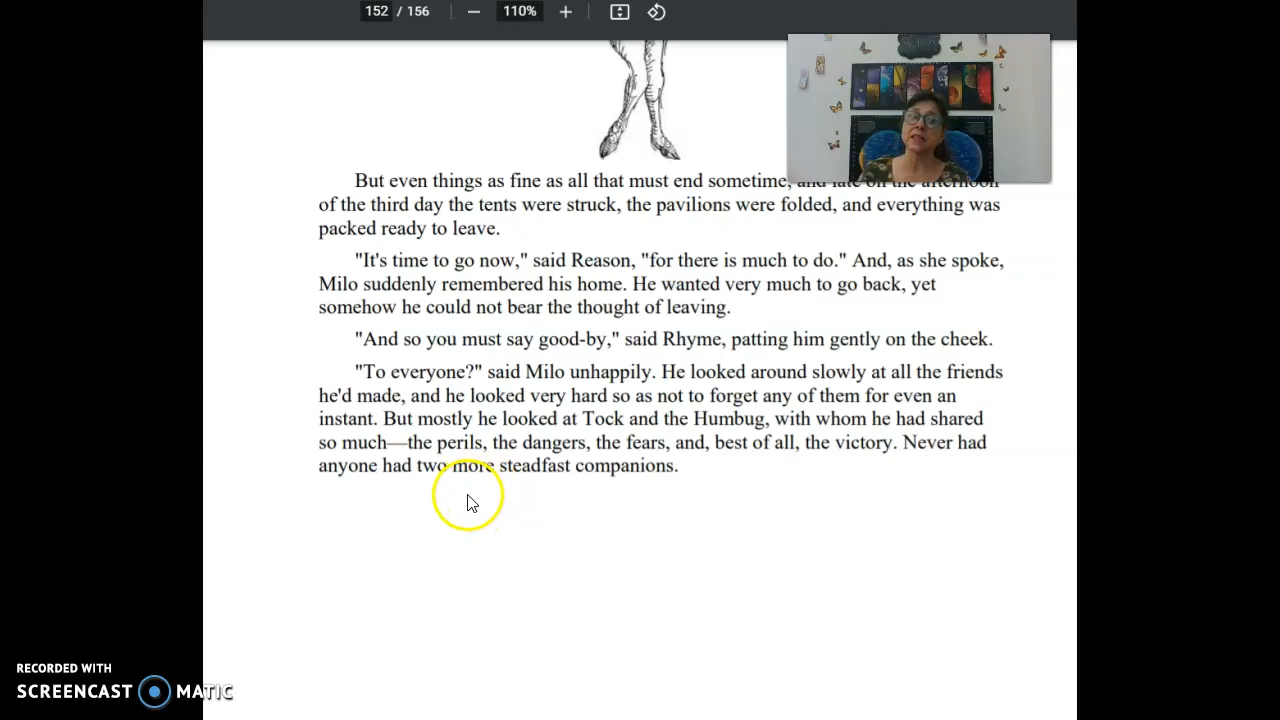 152 / 156
110%
But even things as fine as all that must end sometime, and late on the afternoon
of the third day the tents were struck, the pavilions were folded, and everything was
packed ready to leave.
"It's time to go now," said Reason, "for there is much to do." And, as she spoke,
Milo suddenly remembered his home. He wanted very much to go back, yet
somehow he could not bear the thought of leaving.
"And so you must say good-by," said Rhyme, patting him gently on the cheek.
"To everyone?" said Milo unhappily. He looked around slowly at all the friends
he'd made, and he looked very hard so as not to forget any of them for even an
instant. But mostly he looked at Tock and the Humbug, with whom he had shared
so much—the perils, the dangers, the fears, and, best of all, the victory. Never had
anyone had two more steadfast companions.
RECORDED WITH
SCREENCAST MATIC